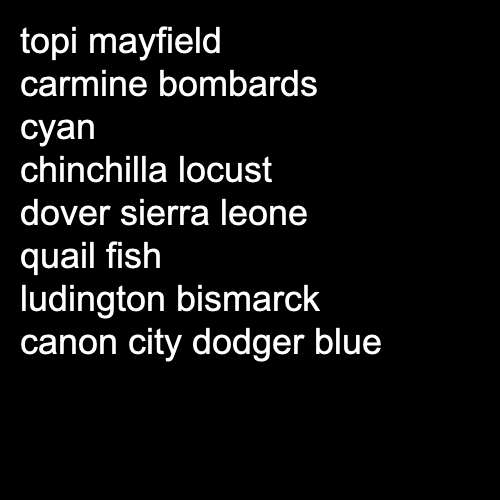 topi mayfield
carmine bombards
cyan
chinchilla locust
dover sierra leone
quail fish
ludington bismarck
canon city dodger blue